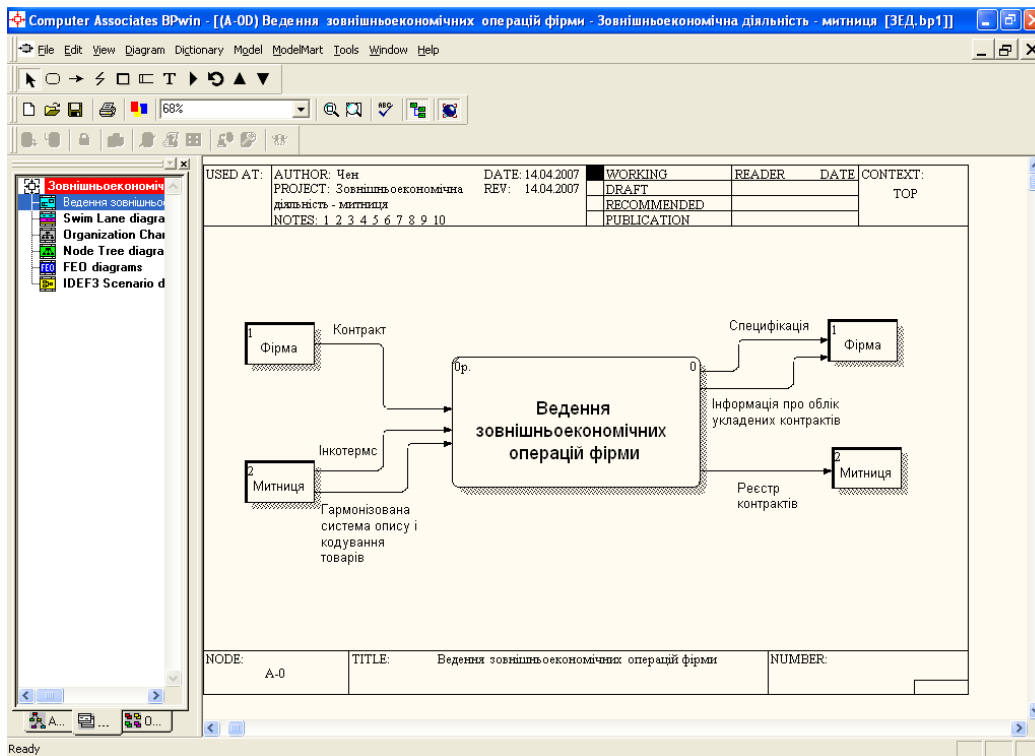 Computer Associates BPwin - [(A-0D) Ведення зовнішньоекономічних операцій фірми - Зовнішньоекономічна діяльність - митниця [ЗЕД.bp1]]
File Edit View Diagram Dictionary Model ModelMart Tools Window Help
T
68%
ABC
Зовнішньоекономіч
Ведення зовнішньо
Swim Lane diagra
Organization Char
Node Tree diagra
FEO FEO diagrams
IDEF3 Scenario d
A... ... O...
Ready
USED AT: AUTHOR: Чен DATE: 14.04.2007 WORKING READER DATE CONTEXT:
PROJECT: Зовнішньоекономічна REV: 14.04.2007 DRAFT TOP
діяльність - митниця RECOMMENDED
NOTES: 1 2 3 4 5 6 7 8 9 10 PUBLICATION
1
Фірма
Контракт
2
Митниця
Інкотермс
Гармонізована
система опису і
кодування
товарів
0р. 0
Ведення
зовнішньоекономічних
операцій фірми
Специфікація
1
Фірма
Інформація про облік
укладених контрактів
2
Митниця
Реєстр
контрактів
NODE: TITLE: Ведення зовнішньоекономічних операцій фірми NUMBER:
A-0